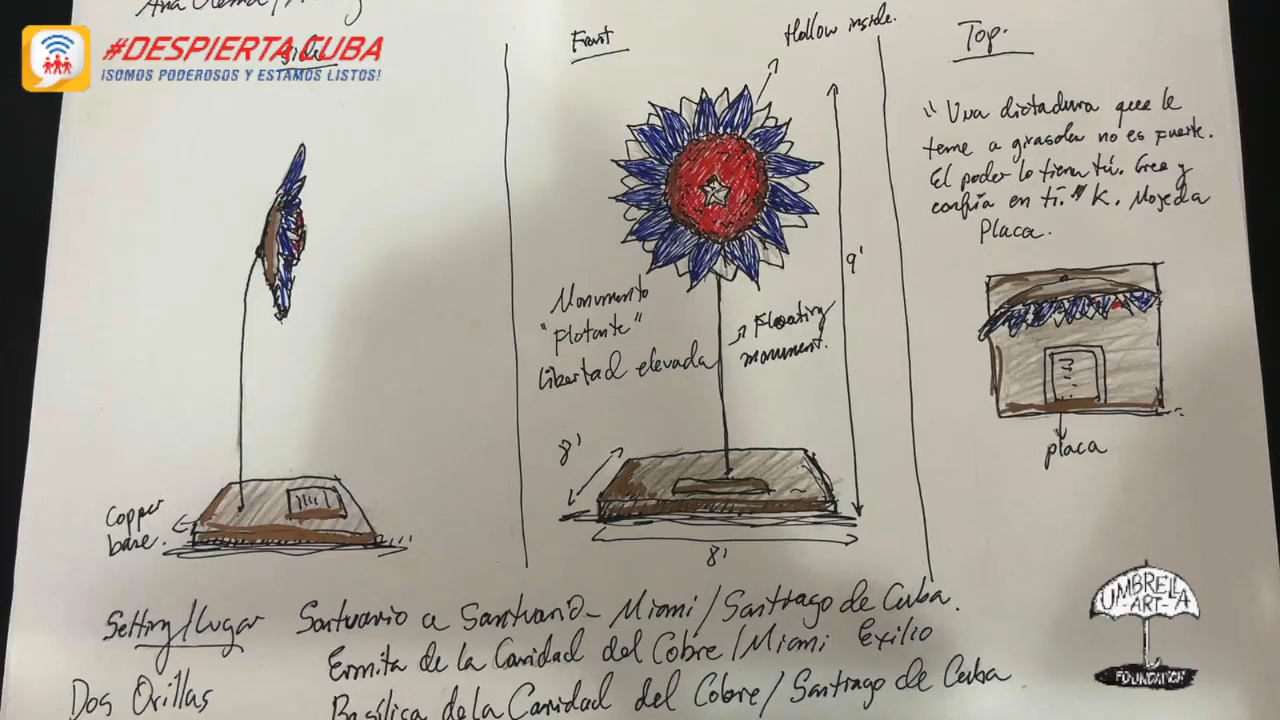 #DESPIERTACUBA
¡SOMOS PODEROSOS Y ESTAMOS LISTOS!
Side
Copper
base.
Front
Hollow inside.
9'
Monumento
"Flotante"
Libertad elevada
Floating
monument.
8'
8'
Top.
"Una dictadura que le
teme a girasoles no es fuerte.
El poder lo tienes tú. Cree y
confía en ti." K. Mojeda
Placa.
placa
Setting/Lugar Santuario a Santuario - Miami/Santiago de Cuba.
Ermita de la Caridad del Cobre/Miami Exilio
Dos Orillas
Basílica de la Caridad del Cobre/Santiago de Cuba
UMBRELLA
-ART-A
FOUNDATION